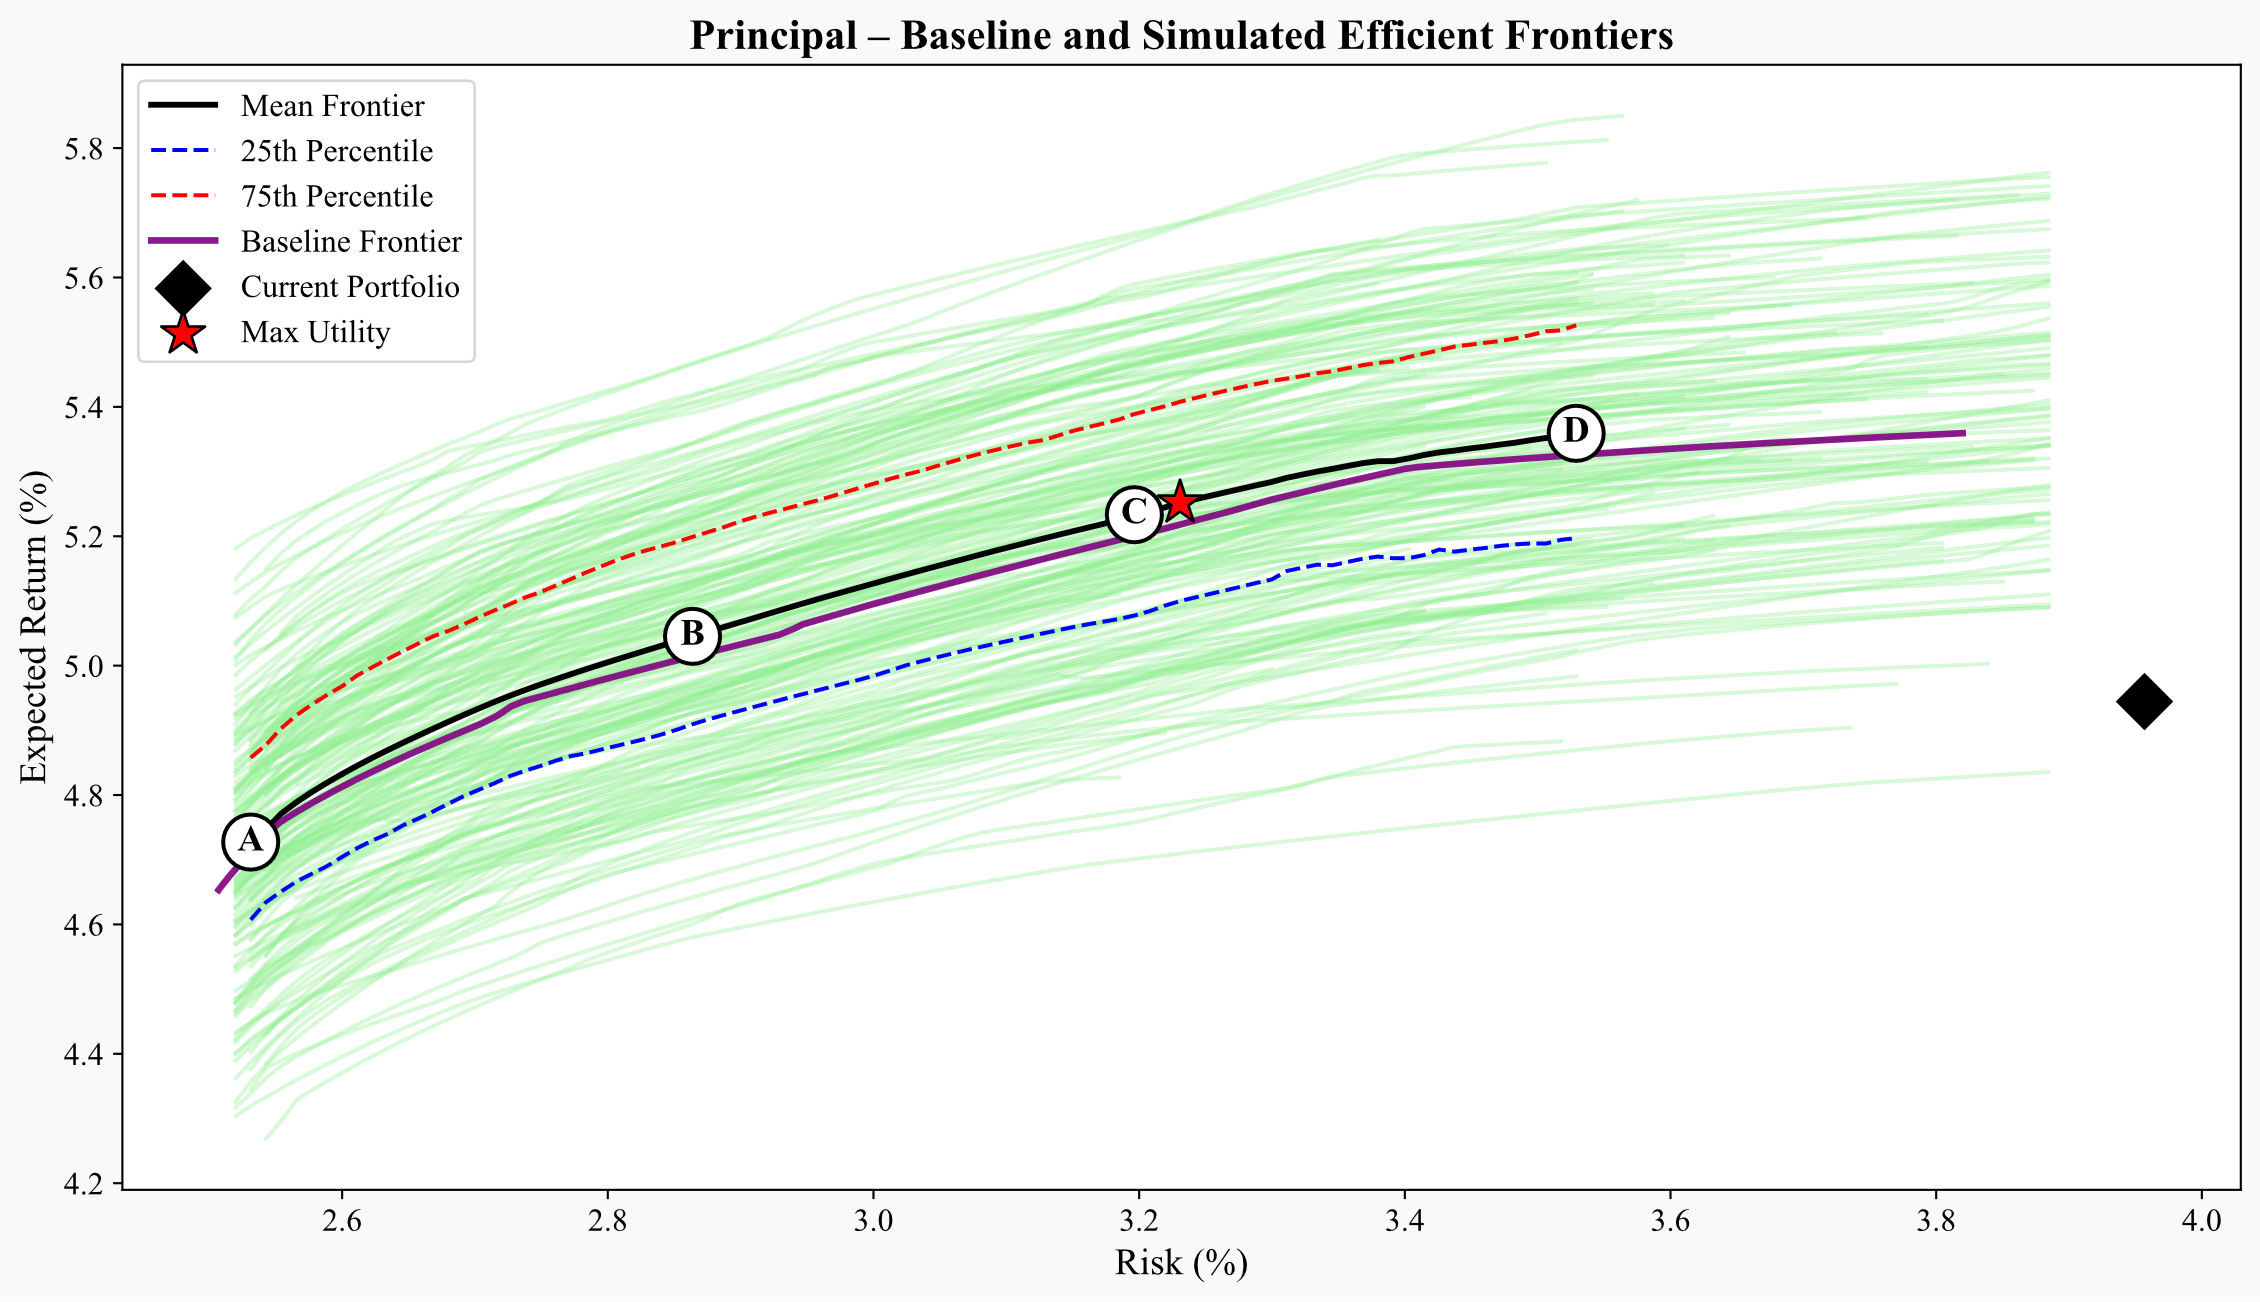 Principal – Baseline and Simulated Efficient Frontiers
Mean Frontier
25th Percentile
75th Percentile
Baseline Frontier
Current Portfolio
Max Utility
Expected Return (%)
5.8
5.6
5.4
5.2
5.0
4.8
4.6
4.4
4.2
A
B
C
D
2.6
2.8
3.0
3.2
3.4
3.6
3.8
4.0
Risk (%)